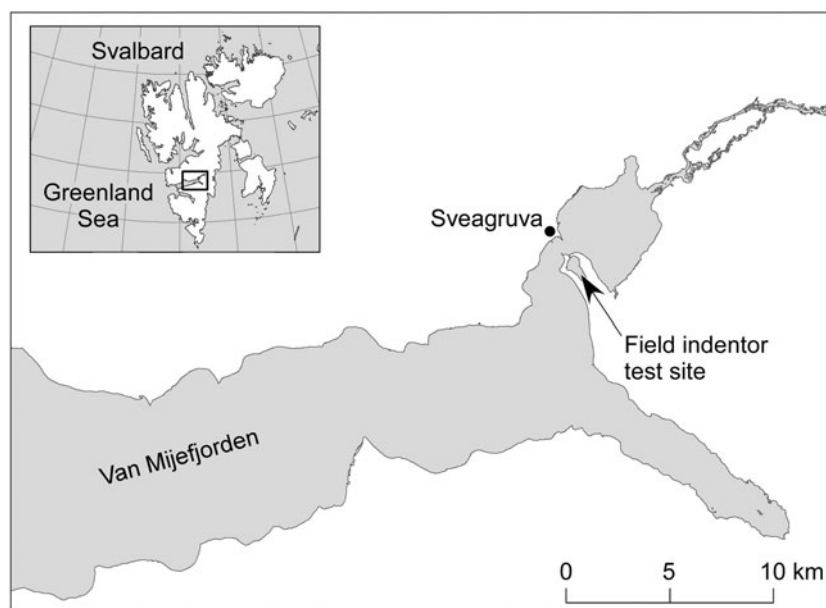 Svalbard
Greenland
Sea
Sveagruva
Field indentor
test site
Van Mijefjorden
0 5 10 km